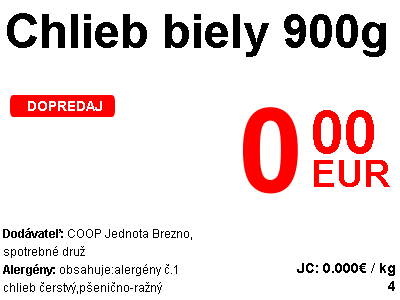 Chlieb biely 900g
DOPREDAJ
0 00
EUR
Dodávateľ: COOP Jednota Brezno,
spotrebné druž
Alergény: obsahuje:alergény č.1
chlieb čerstvý,pšenično-ražný
JC: 0.000€ / kg
4